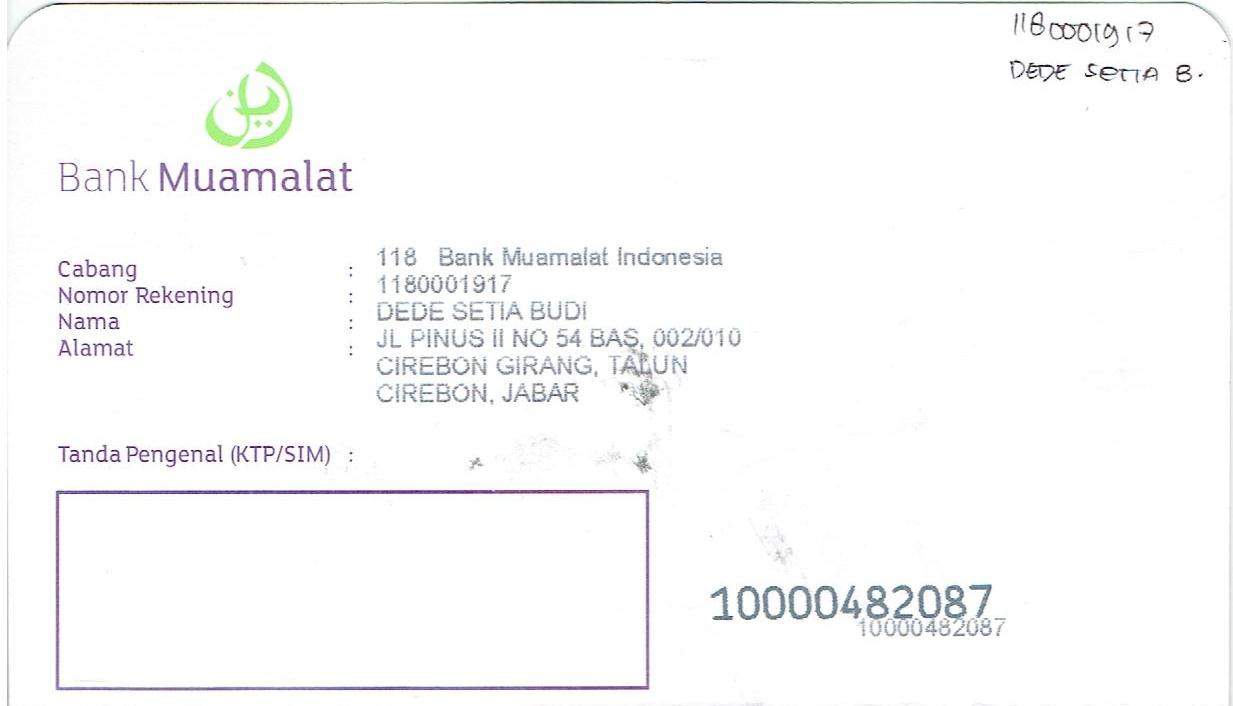 1180001917
DEDE SETIA B.
Bank Muamalat
Cabang : 118 Bank Muamalat Indonesia
Nomor Rekening : 1180001917
Nama : DEDE SETIA BUDI
Alamat : JL PINUS II NO 54 BAS, 002/010
CIREBON GIRANG, TALUN
CIREBON, JABAR
Tanda Pengenal (KTP/SIM) :
10000482087
10000482087